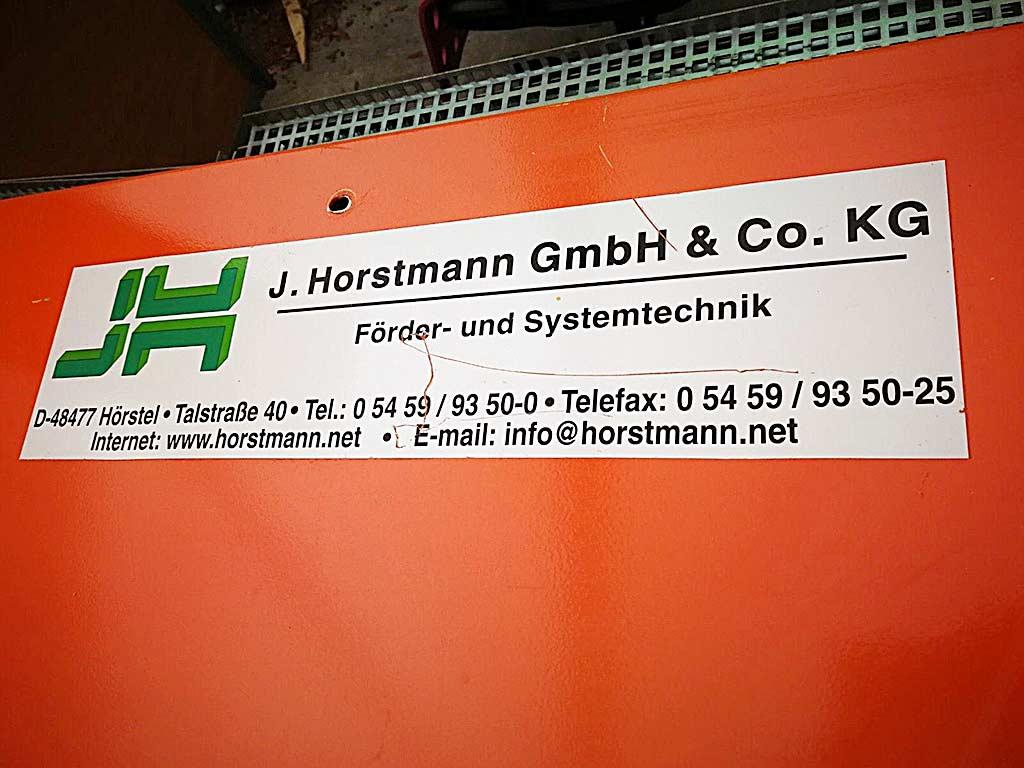 J. Horstmann GmbH & Co. KG
Förder- und Systemtechnik
D-48477 Hörstel • Talstraße 40 • Tel.: 0 54 59 / 93 50-0 • Telefax: 0 54 59 / 93 50-25
Internet: www.horstmann.net • E-mail: info@horstmann.net